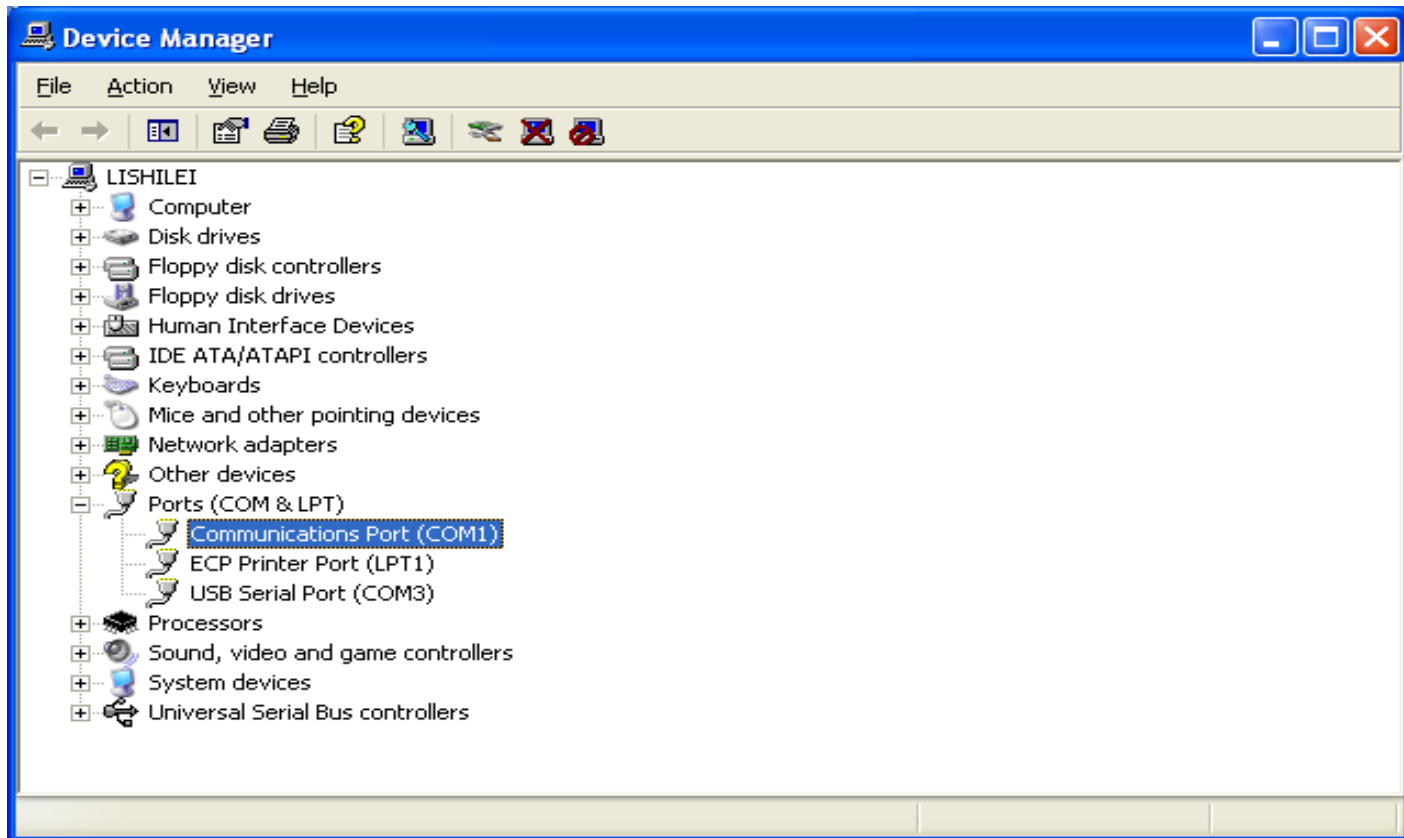 Device Manager
File Action View Help
LISHILEI
Computer
Disk drives
Floppy disk controllers
Floppy disk drives
Human Interface Devices
IDE ATA/ATAPI controllers
Keyboards
Mice and other pointing devices
Network adapters
Other devices
Ports (COM & LPT)
Communications Port (COM1)
ECP Printer Port (LPT1)
USB Serial Port (COM3)
Processors
Sound, video and game controllers
System devices
Universal Serial Bus controllers